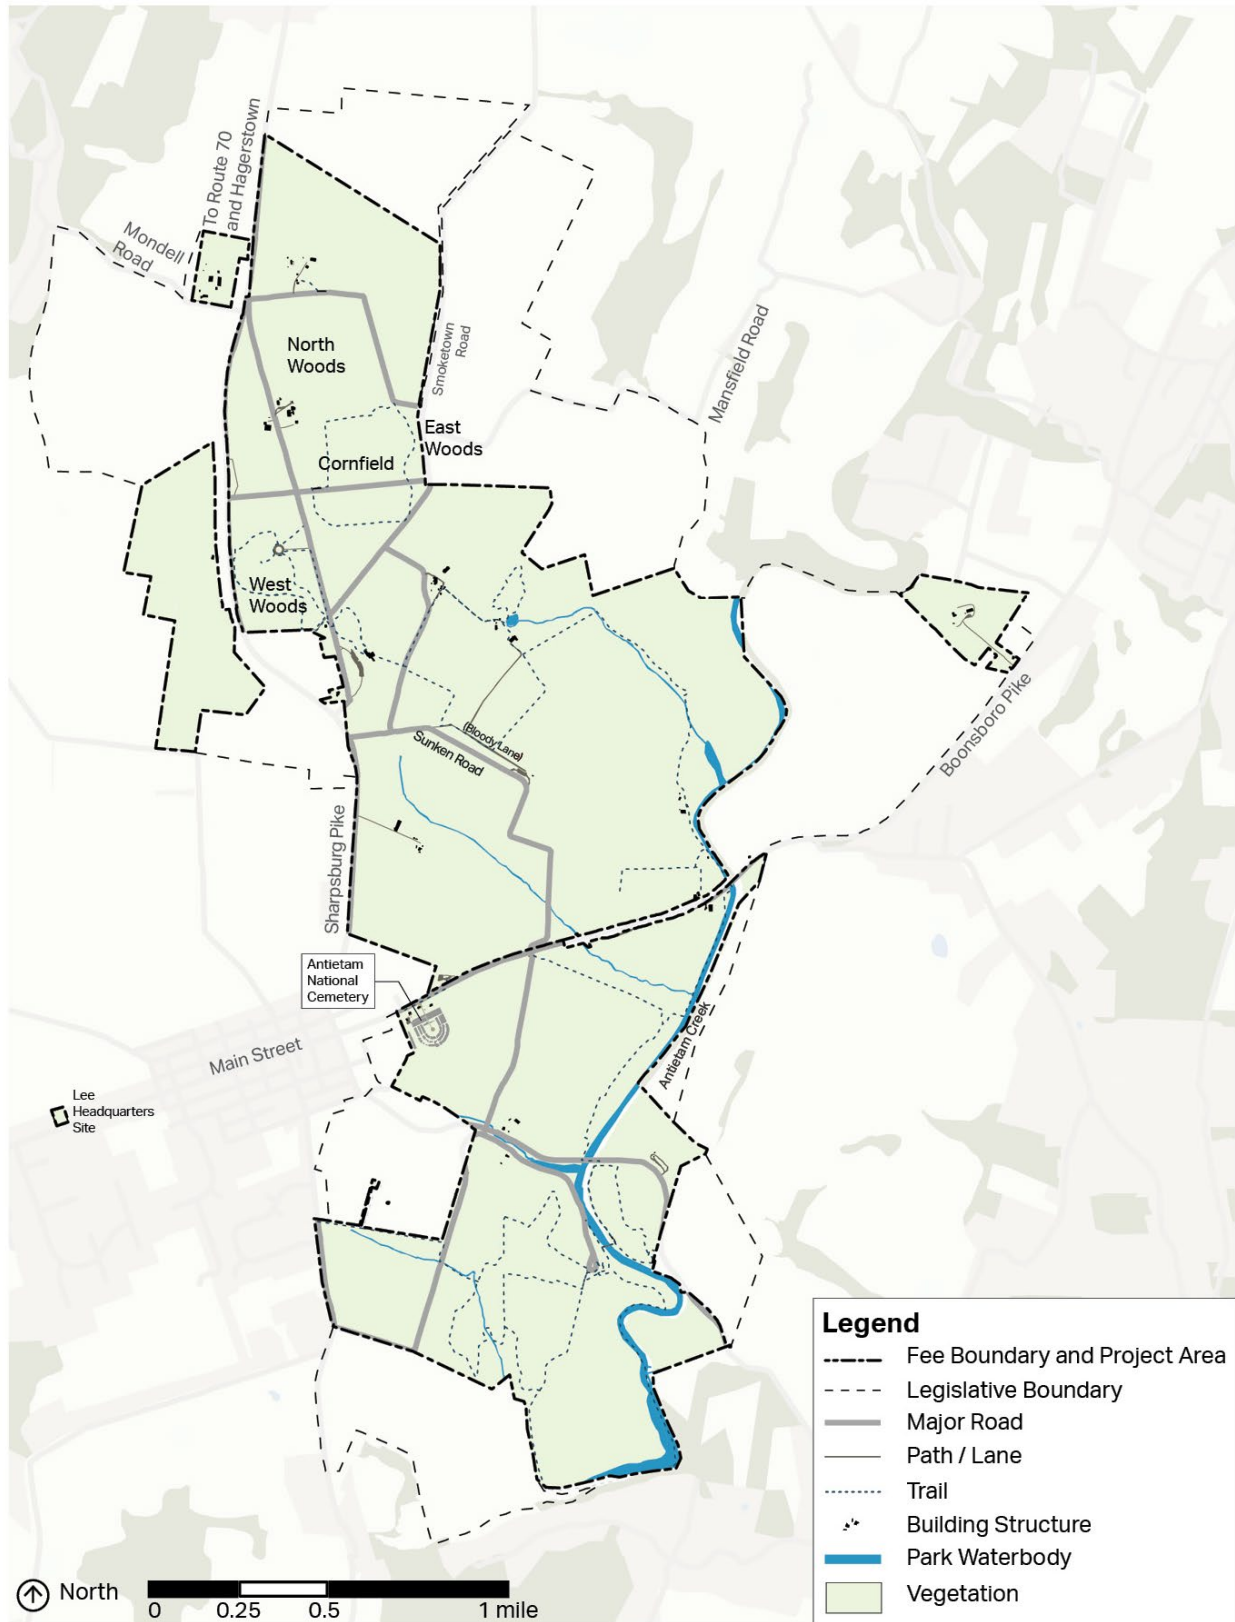 To Route 70
and Hagerstown
Mondell
Road
North
Woods
Smoketown
Road
Mansfield Road
East
Woods
Cornfield
West
Woods
Boonsboro Pike
(Bloody Lane)
Sunken Road
Sharpsburg Pike
Antietam
National
Cemetery
Main Street
Antietam Creek
Lee
Headquarters
Site
Legend
Fee Boundary and Project Area
Legislative Boundary
Major Road
Path / Lane
Trail
Building Structure
Park Waterbody
Vegetation
North
0 0.25 0.5 1 mile